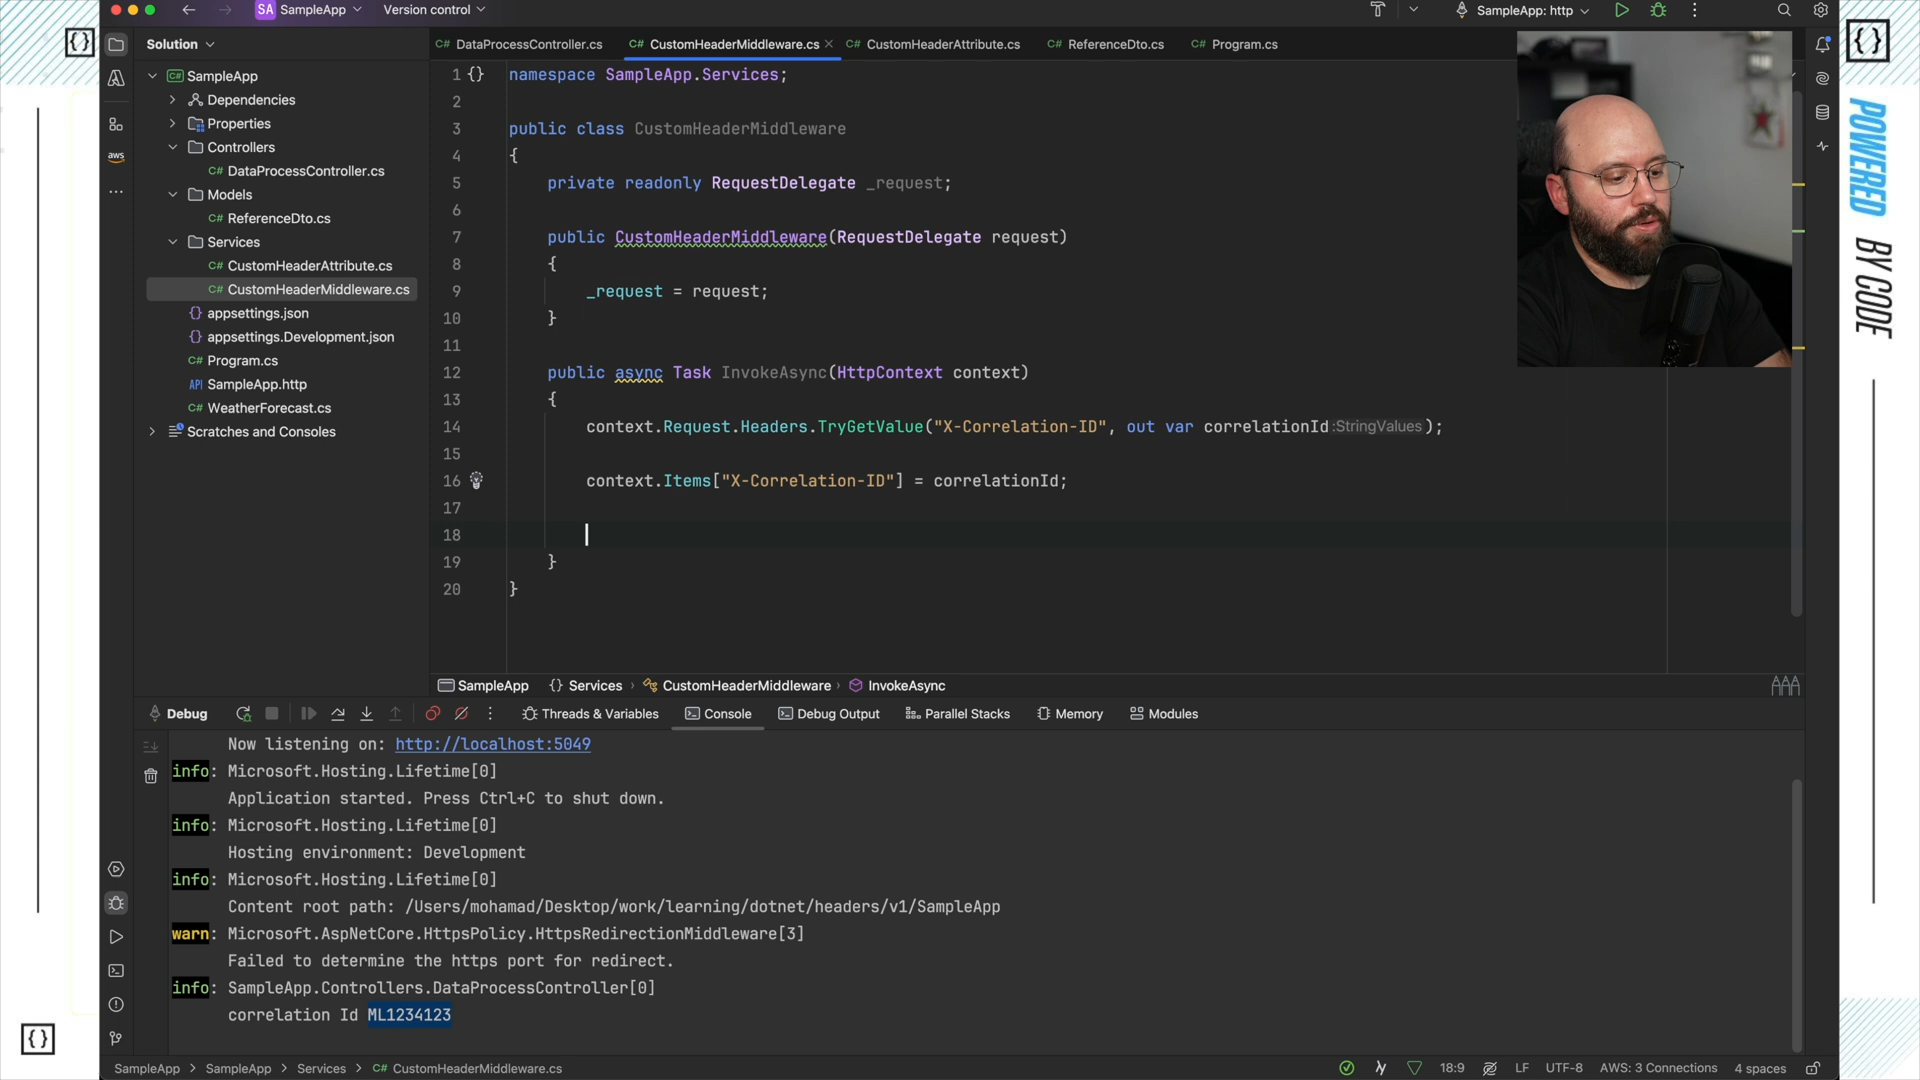 SA SampleApp
Version control
SampleApp: http
Solution
DataProcessController.cs
CustomHeaderMiddleware.cs
CustomHeaderAttribute.cs
ReferenceDto.cs
Program.cs
SampleApp
Dependencies
Properties
Controllers
C# DataProcessController.cs
Models
C# ReferenceDto.cs
Services
C# CustomHeaderAttribute.cs
C# CustomHeaderMiddleware.cs
{} appsettings.json
{} appsettings.Development.json
C# Program.cs
API SampleApp.http
C# WeatherForecast.cs
Scratches and Consoles
aws
1 {} namespace SampleApp.Services;
2
3 public class CustomHeaderMiddleware
4 {
5 private readonly RequestDelegate _request;
6
7 public CustomHeaderMiddleware(RequestDelegate request)
8 {
9 _request = request;
10 }
11
12 public async Task InvokeAsync(HttpContext context)
13 {
14 context.Request.Headers.TryGetValue("X-Correlation-ID", out var correlationId:StringValues);
15
16 context.Items["X-Correlation-ID"] = correlationId;
17
18
19 }
20 }
POWERED BY CODE
SampleApp {} Services › CustomHeaderMiddleware › InvokeAsync
Debug
Threads & Variables
Console
Debug Output
Parallel Stacks
Memory
Modules
Now listening on: http://localhost:5049
info: Microsoft.Hosting.Lifetime[0]
Application started. Press Ctrl+C to shut down.
info: Microsoft.Hosting.Lifetime[0]
Hosting environment: Development
info: Microsoft.Hosting.Lifetime[0]
Content root path: /Users/mohamad/Desktop/work/learning/dotnet/headers/v1/SampleApp
warn: Microsoft.AspNetCore.HttpsPolicy.HttpsRedirectionMiddleware[3]
Failed to determine the https port for redirect.
info: SampleApp.Controllers.DataProcessController[0]
correlation Id ML1234123
SampleApp > SampleApp > Services > C# CustomHeaderMiddleware.cs
18:9
LF
UTF-8
AWS: 3 Connections
4 spaces